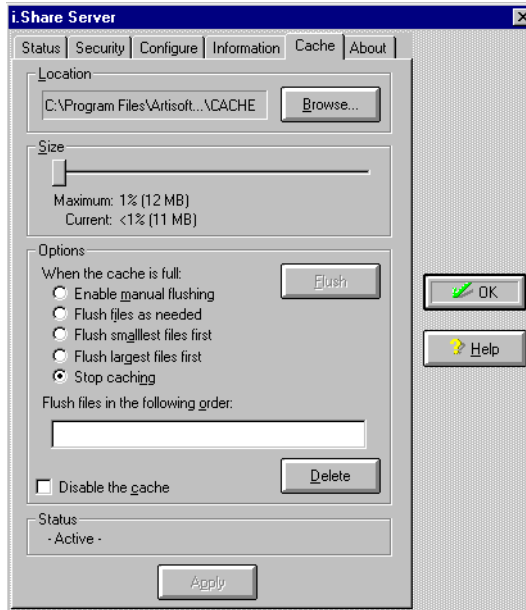 i.Share Server
Status Security Configure Information Cache About
Location
C:\Program Files\Artisoft...\CACHE Browse...
Size
Maximum: 1% (12 MB)
Current: <1% (11 MB)
Options
When the cache is full:
Flush
Enable manual flushing
Flush files as needed
Flush smalllest files first
Flush largest files first
Stop caching
Flush files in the following order:
Delete
Disable the cache
Status
- Active -
Apply
OK
Help